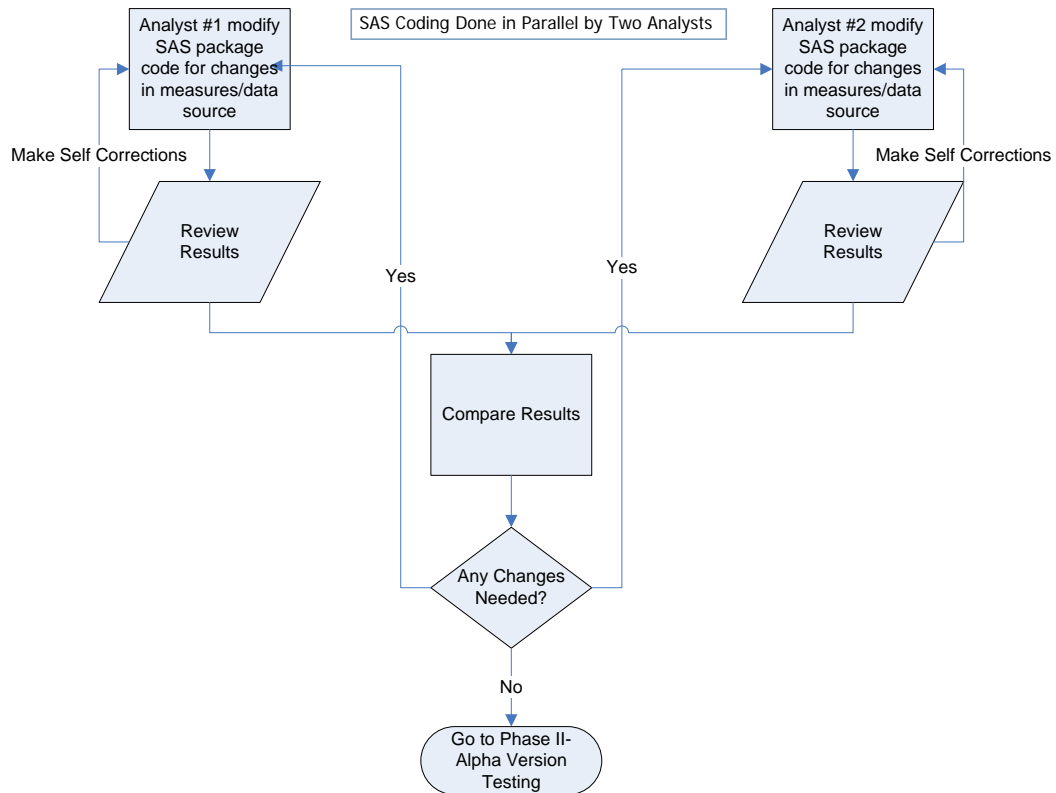 SAS Coding Done in Parallel by Two Analysts
Analyst #1 modify
SAS package
code for changes
in measures/data
source
Analyst #2 modify
SAS package
code for changes
in measures/data
source
Make Self Corrections
Make Self Corrections
Review
Results
Review
Results
Yes
Yes
Compare Results
Any Changes
Needed?
No
Go to Phase II-
Alpha Version
Testing